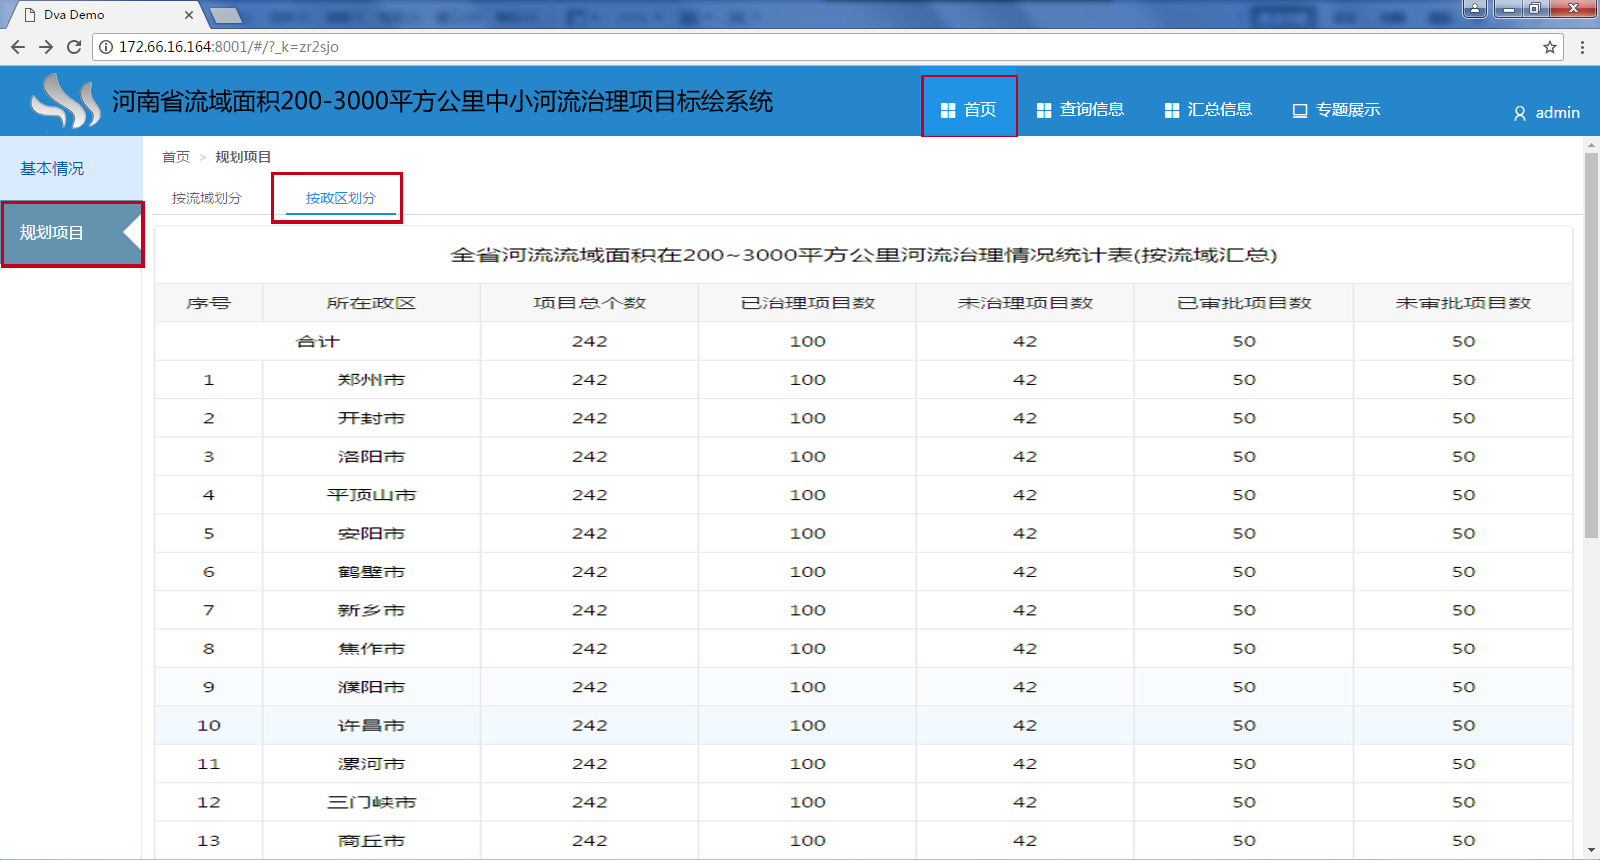 Dva Demo
172.66.16.164:8001/#/?_k=zr2sjo
河南省流域面积200-3000平方公里中小河流治理项目标绘系统
首页 查询信息 汇总信息 专题展示 admin
基本情况
规划项目
首页 > 规划项目
按流域划分 按政区划分
全省河流流域面积在200~3000平方公里河流治理情况统计表(按流域汇总)
序号 所在政区 项目总个数 已治理项目数 未治理项目数 已审批项目数 未审批项目数
合计 242 100 42 50 50
1 郑州市 242 100 42 50 50
2 开封市 242 100 42 50 50
3 洛阳市 242 100 42 50 50
4 平顶山市 242 100 42 50 50
5 安阳市 242 100 42 50 50
6 鹤壁市 242 100 42 50 50
7 新乡市 242 100 42 50 50
8 焦作市 242 100 42 50 50
9 濮阳市 242 100 42 50 50
10 许昌市 242 100 42 50 50
11 漯河市 242 100 42 50 50
12 三门峡市 242 100 42 50 50
13 商丘市 242 100 42 50 50